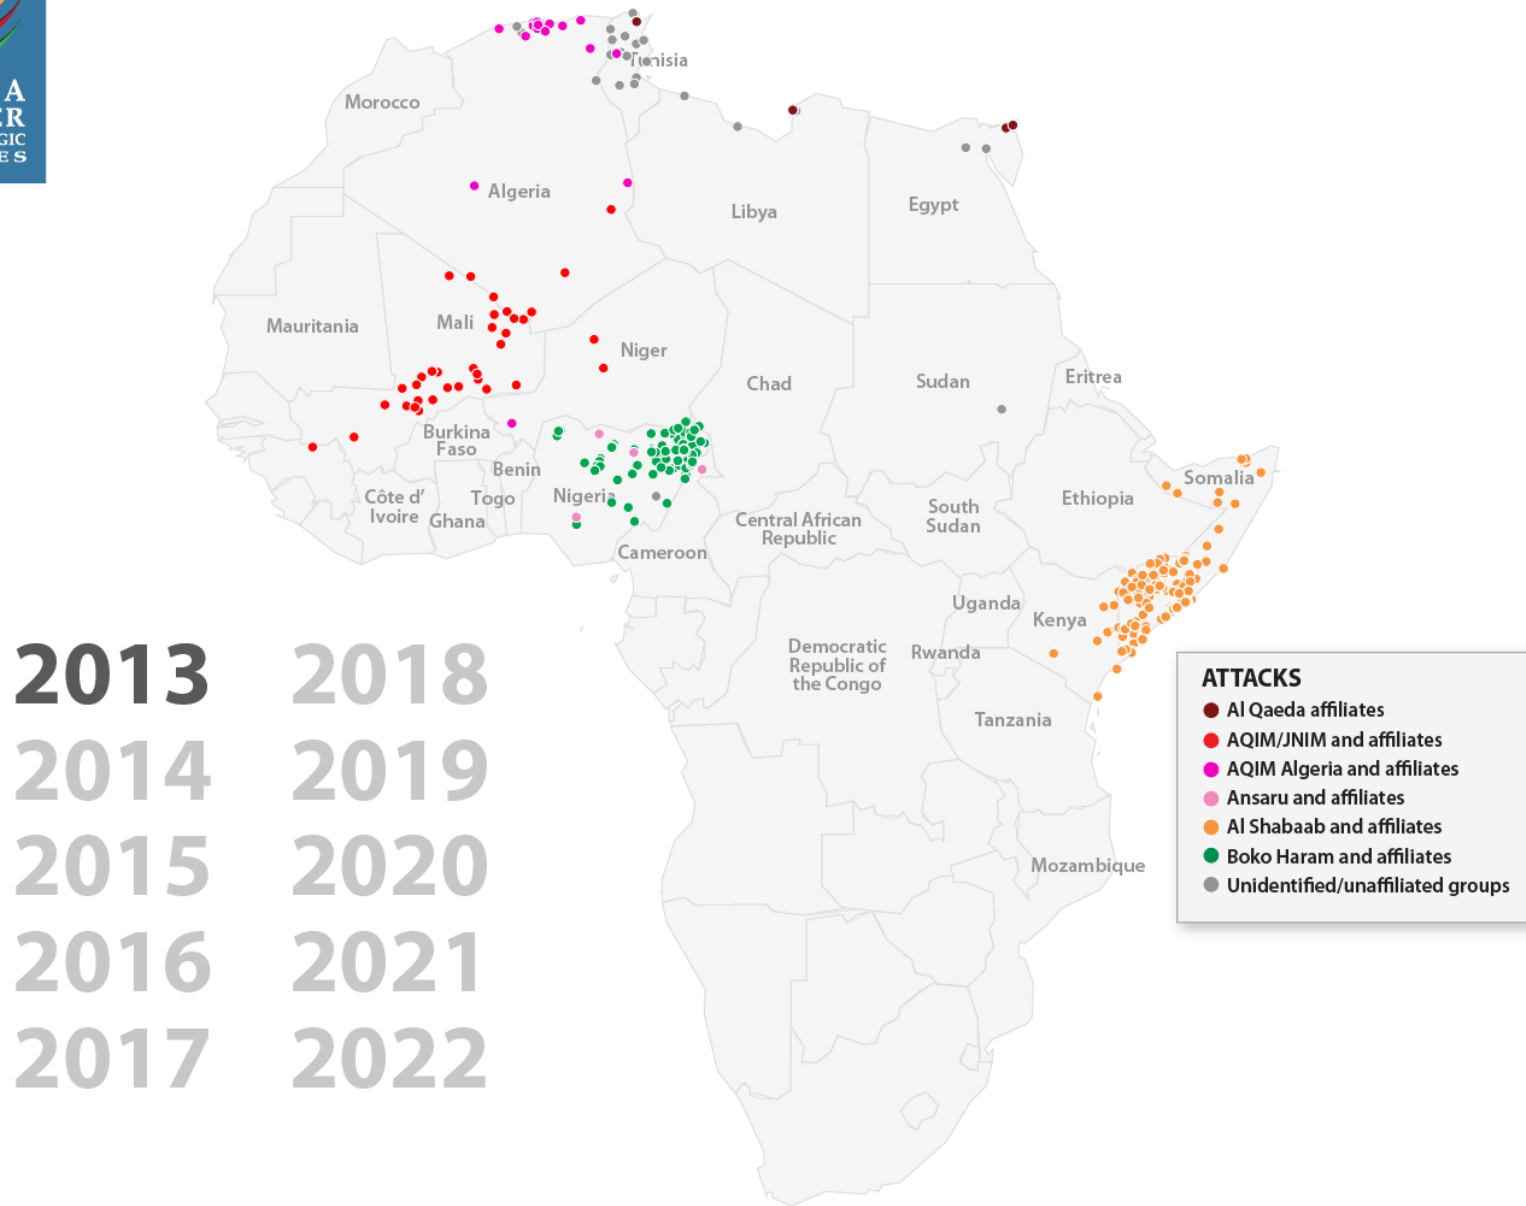 A
ER
GIC
ES
Tunisia
Morocco
Algeria
Libya
Egypt
Mauritania
Mali
Niger
Chad
Sudan
Eritrea
Burkina
Faso
Benin
Togo
Nigeria
Côte d’
Ivoire
Ghana
Cameroon
Central African
Republic
South
Sudan
Ethiopia
Somalia
Uganda
Kenya
Rwanda
Democratic
Republic of
the Congo
Tanzania
Mozambique
2013 2018
2014 2019
2015 2020
2016 2021
2017 2022
ATTACKS
Al Qaeda affiliates
AQIM/JNIM and affiliates
AQIM Algeria and affiliates
Ansaru and affiliates
Al Shabaab and affiliates
Boko Haram and affiliates
Unidentified/unaffiliated groups